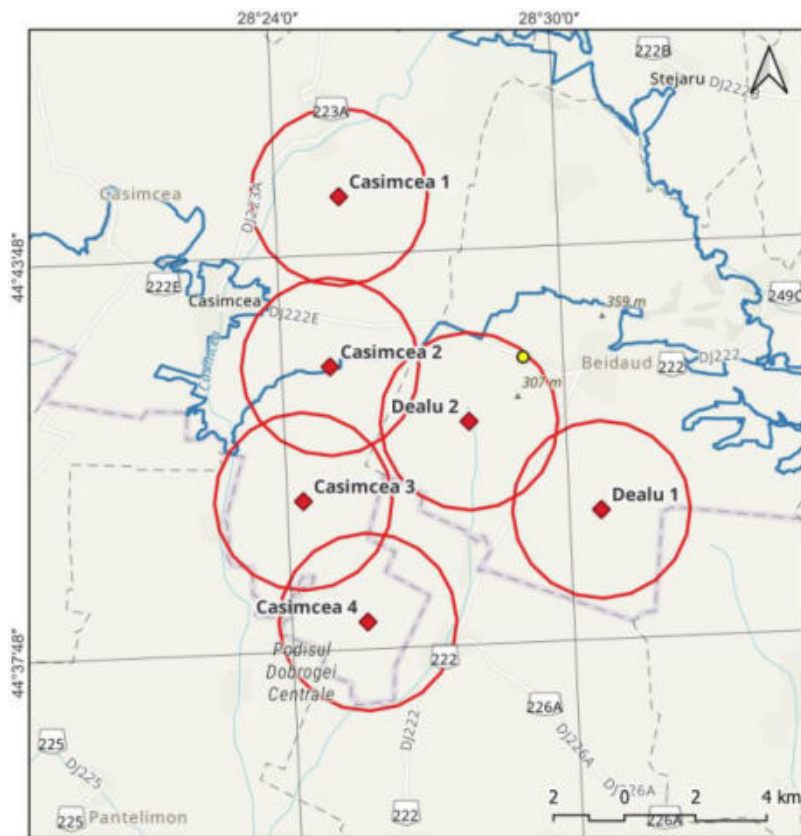 28°24'0"
28°30'0"
222B
Stejaru
DJ222B
223A
Casimcea 1
Casimcea
DJ223A
44°43'48"
222E
Casimcea
DJ222E
249C
359 m
Casimcea
Casimcea 2
Beidaud
222
DJ222
307 m
Dealu 2
Casimcea 3
Dealu 1
Casimcea 4
44°37'48"
Podisul
Dobrogei
Centrale
222
226A
DJ222
DJ226A
225
DJ225
DJ226A
Pantelimon
225
222
226A
2 0 2 4 km